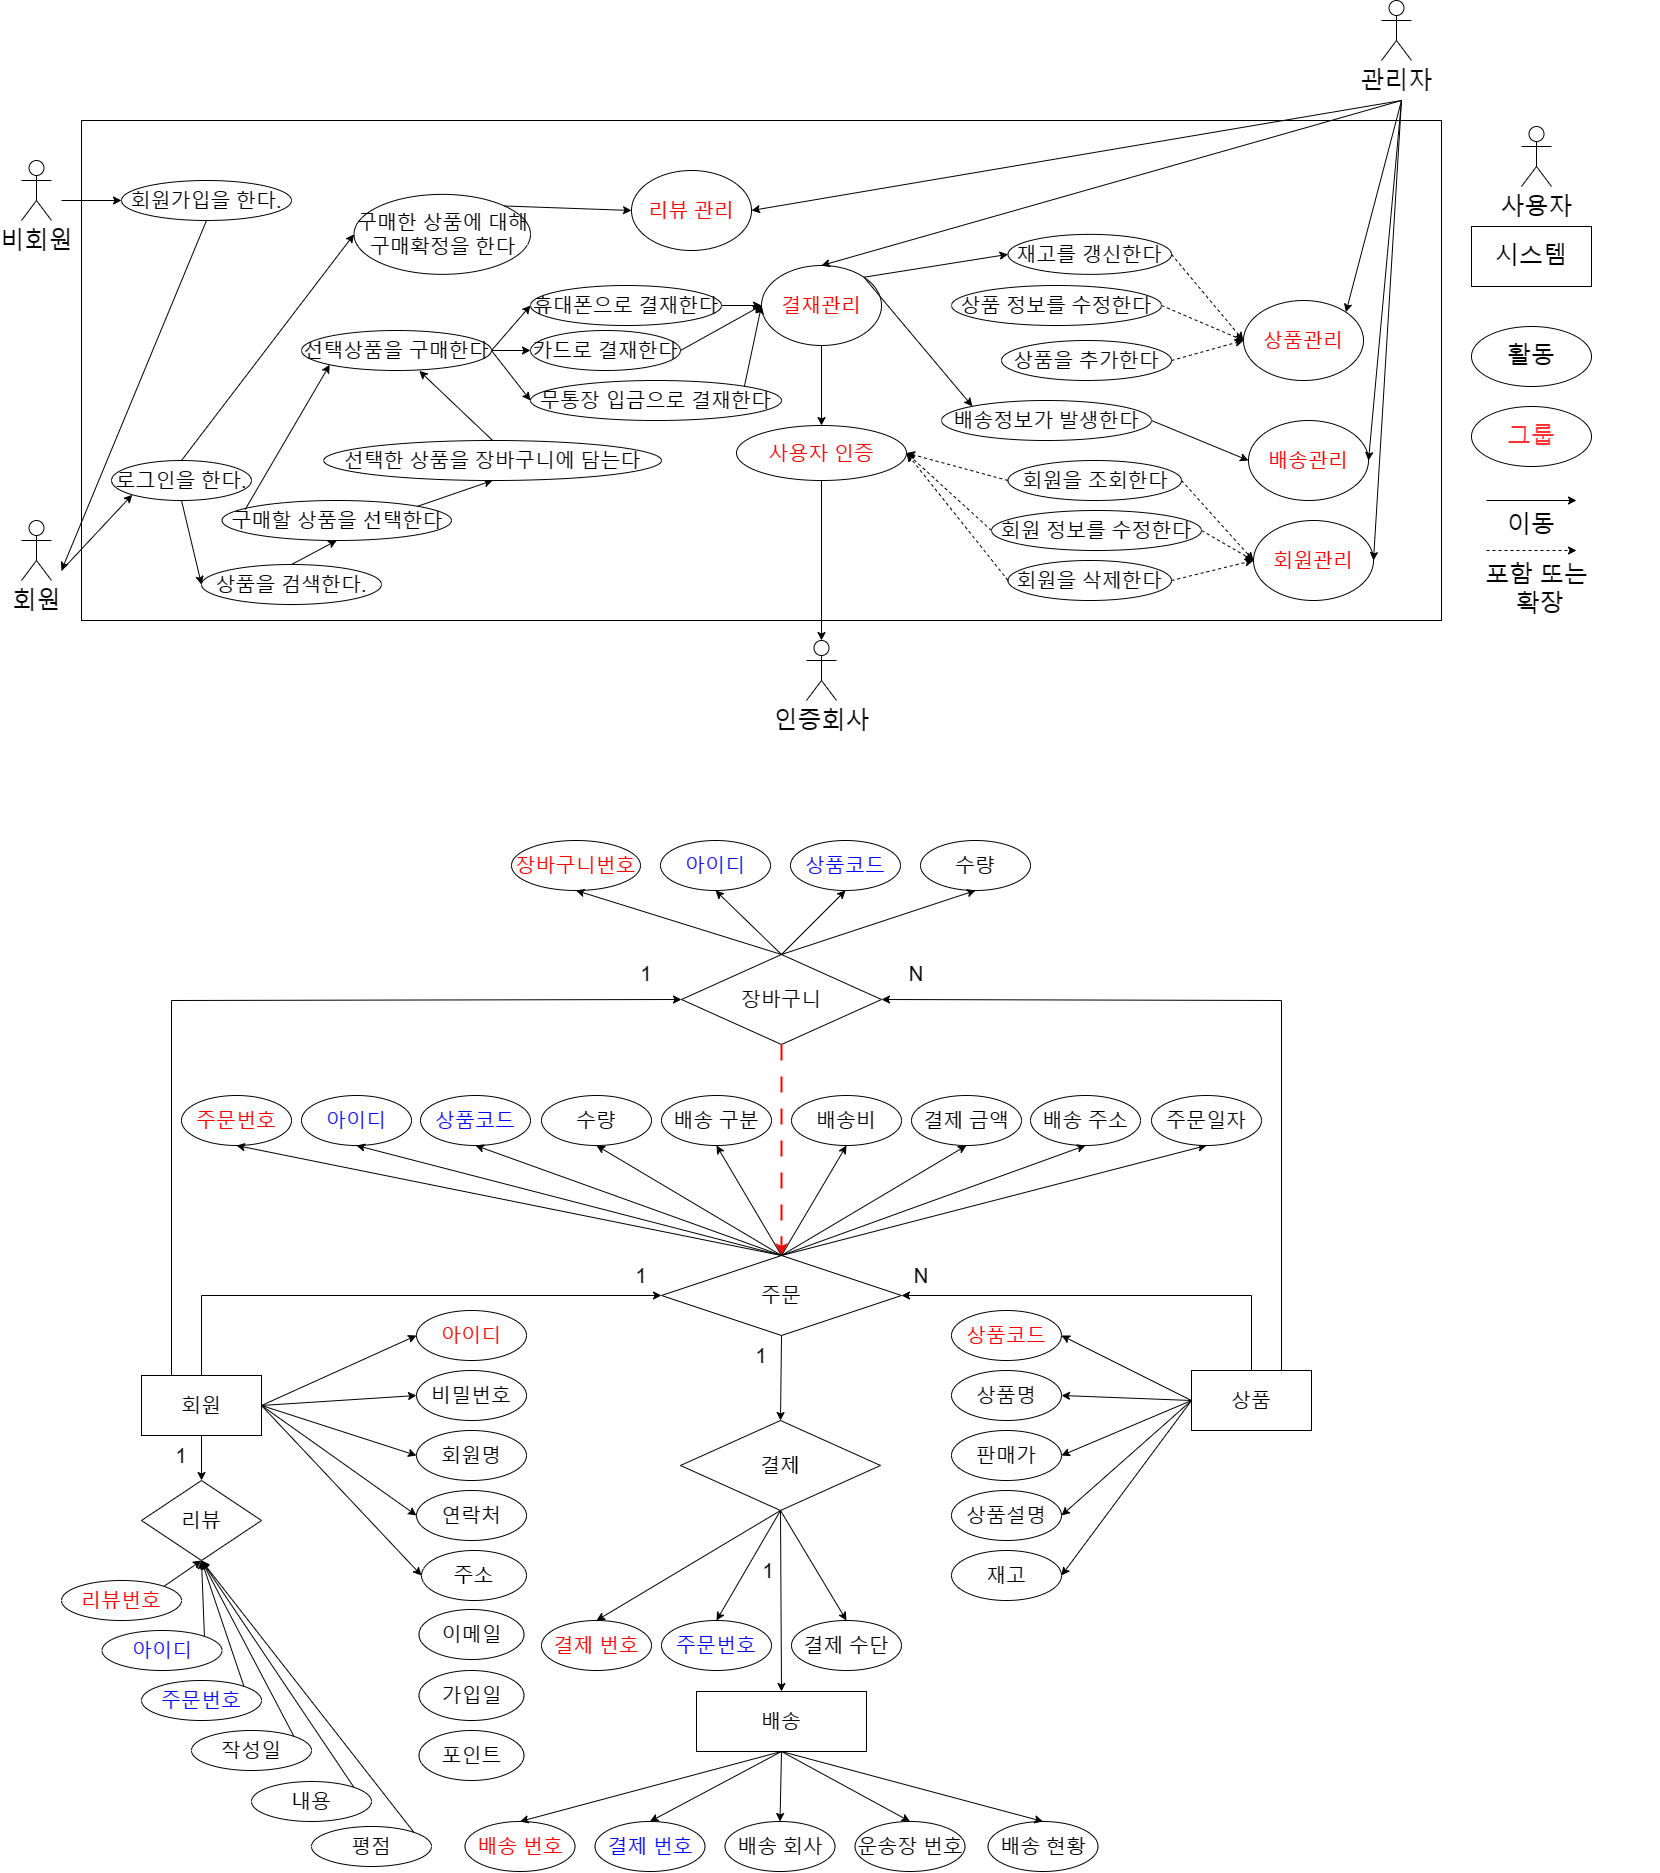 관리자
비회원
회원가입을 한다.
구매한 상품에 대해
구매확정을 한다
리뷰 관리
사용자
시스템
재고를 갱신한다
휴대폰으로 결재한다
결재관리
상품 정보를 수정한다
선택상품을 구매한다
카드로 결재한다
상품을 추가한다
상품관리
활동
무통장 입금으로 결재한다
배송정보가 발생한다
그룹
선택한 상품을 장바구니에 담는다
사용자 인증
배송관리
로그인을 한다.
회원을 조회한다
구매할 상품을 선택한다
회원 정보를 수정한다
이동
회원
상품을 검색한다.
회원을 삭제한다
회원관리
포함 또는
확장
인증회사
장바구니번호
아이디
상품코드
수량
1
N
장바구니
주문번호
아이디
상품코드
수량
배송 구분
배송비
결제 금액
배송 주소
주문일자
1
N
주문
아이디
상품코드
1
비밀번호
상품명
회원
상품
1
회원명
판매가
결제
리뷰
연락처
상품설명
주소
1
재고
리뷰번호
이메일
결제 번호
주문번호
결제 수단
아이디
주문번호
가입일
배송
작성일
포인트
내용
평점
배송 번호
결제 번호
배송 회사
운송장 번호
배송 현황